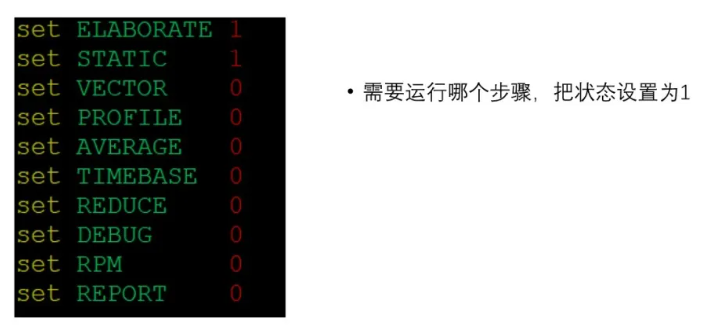 set ELABORATE 1
set STATIC 1
set VECTOR 0
set PROFILE 0
set AVERAGE 0
set TIMEBASE 0
set REDUCE 0
set DEBUG 0
set RPM 0
set REPORT 0
• 需要运行哪个步骤，把状态设置为1